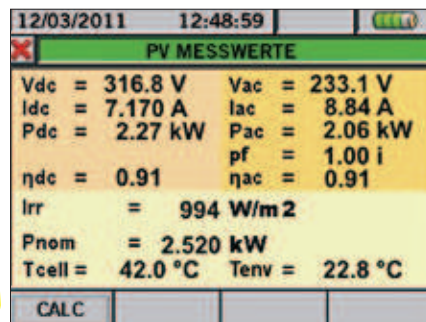 12/03/2011 12:48:59
PV MESSWERTE
Vdc = 316.8 V Vac = 233.1 V
Idc = 7.170 A Iac = 8.84 A
Pdc = 2.27 kW Pac = 2.06 kW
pf = 1.00 i
ηdc = 0.91 ηac = 0.91
Irr = 994 W/m2
Pnom = 2.520 kW
Tcell = 42.0 °C Tenv = 22.8 °C
CALC